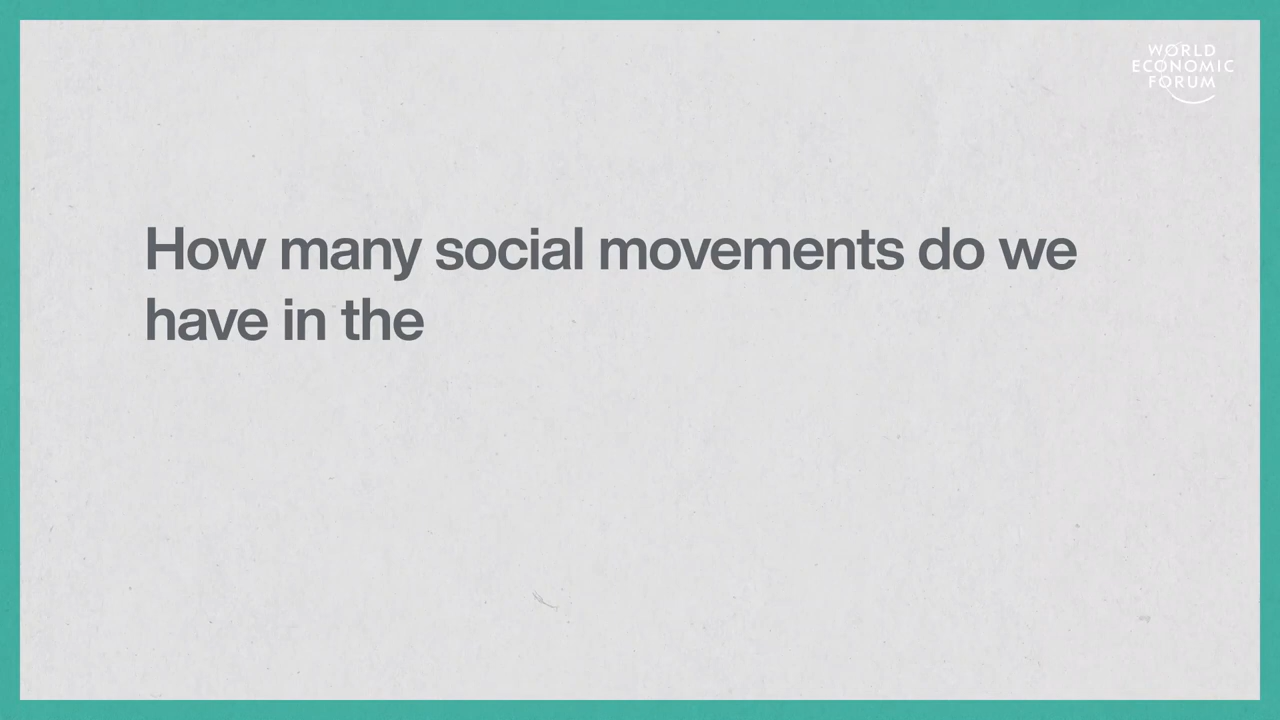 WORLD
ECONOMIC
FORUM
How many social movements do we
have in the